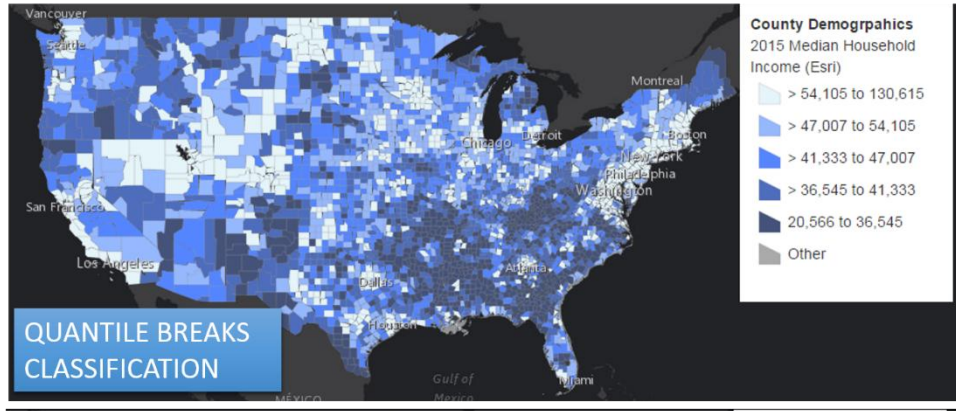 Vancouver
Seattle
Montreal
Boston
Detroit
Chicago
New York
Philadelphia
Washington
San Francisco
Los Angeles
Atlanta
Dallas
Houston
Miami
Gulf of
Mexico
MÉXICO
QUANTILE BREAKS
CLASSIFICATION
County Demogrpahics
2015 Median Household
Income (Esri)
> 54,105 to 130,615
> 47,007 to 54,105
> 41,333 to 47,007
> 36,545 to 41,333
20,566 to 36,545
Other